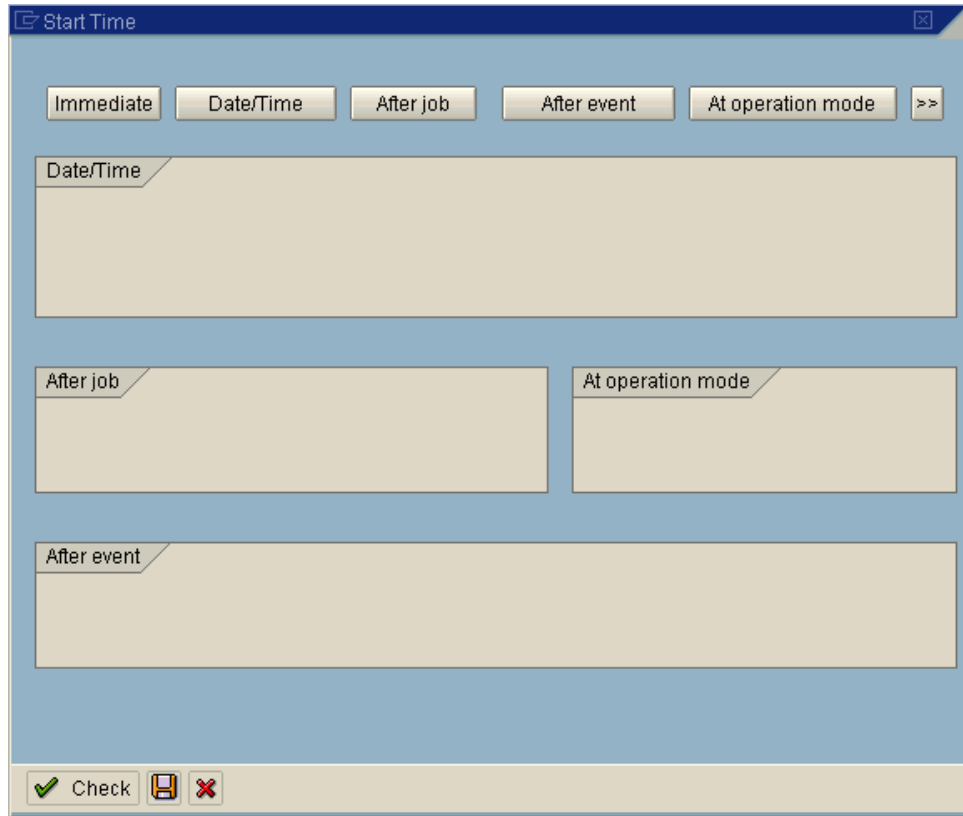 Start Time
Immediate Date/Time After job After event At operation mode >>
Date/Time
After job At operation mode
After event
Check